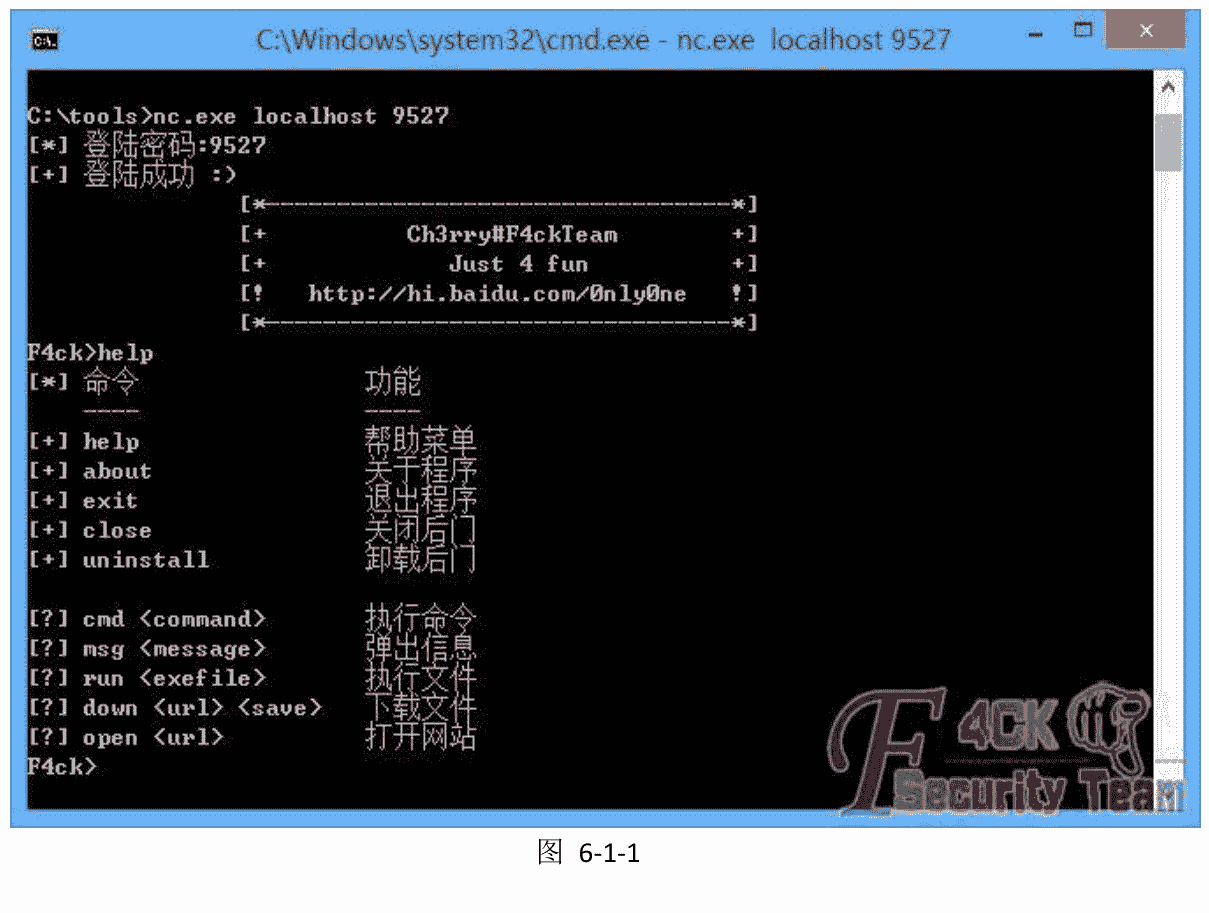 C:\Windows\system32\cmd.exe - nc.exe  localhost 9527
C:\tools>nc.exe localhost 9527
[*] 登陆密码:9527
[+] 登陆成功 :)
[*---------------------------------*]
[+ Ch3rry#F4ckTeam +]
[+ Just 4 fun +]
[! http://hi.baidu.com/0nly0ne !]
[*---------------------------------*]
F4ck>help
[*] 命令 功能
---- ----
[+] help 帮助菜单
[+] about 关于程序
[+] exit 退出程序
[+] close 关闭后门
[+] uninstall 卸载后门
[?] cmd <command> 执行命令
[?] msg <message> 弹出信息
[?] run <exefile> 执行文件
[?] down <url> <save> 下载文件
[?] open <url> 打开网站
F4ck>
F4CK
Security Team
图 6-1-1